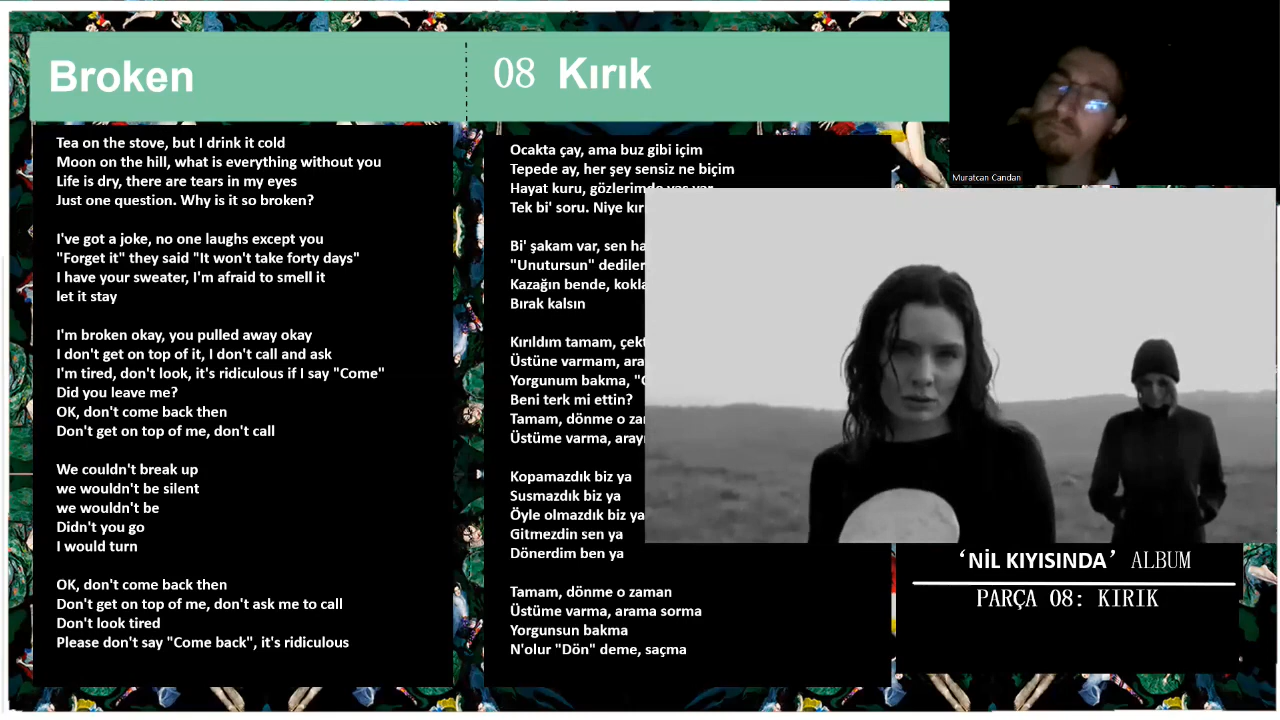 Broken
Tea on the stove, but I drink it cold
Moon on the hill, what is everything without you
Life is dry, there are tears in my eyes
Just one question. Why is it so broken?
I've got a joke, no one laughs except you
"Forget it" they said "It won't take forty days"
I have your sweater, I'm afraid to smell it
let it stay
I'm broken okay, you pulled away okay
I don't get on top of it, I don't call and ask
I'm tired, don't look, it's ridiculous if I say "Come"
Did you leave me?
OK, don't come back then
Don't get on top of me, don't call
We couldn't break up
we wouldn't be silent
we wouldn't be
Didn't you go
I would turn
OK, don't come back then
Don't get on top of me, don't ask me to call
Don't look tired
Please don't say "Come back", it's ridiculous
08 Kırık
Ocakta çay, ama buz gibi içim
Tepede ay, her şey sensiz ne biçim
Hayat kuru, gözlerimde yaş var
Tek bi' soru. Niye
Bi' şakam var, sen
"Unutursun" dediler
Kazağın bende,
Bırak kalsın
Kırıldım tamam,
Üstüne varmam,
Yorgunum bakma,
Beni terk mi ettin?
Tamam, dönme o
Üstüme varma,
Kopamazdık biz ya
Susmazdık biz ya
Öyle olmazdık biz ya
Gitmezdin sen ya
Dönerdim ben ya
Tamam, dönme o zaman
Üstüme varma, arama sorma
Yorgunsun bakma
N'olur "Dön" deme, saçma
Muratcan Candan
‘NİL KIYISINDA’ ALBUM
PARÇA 08: KIRIK